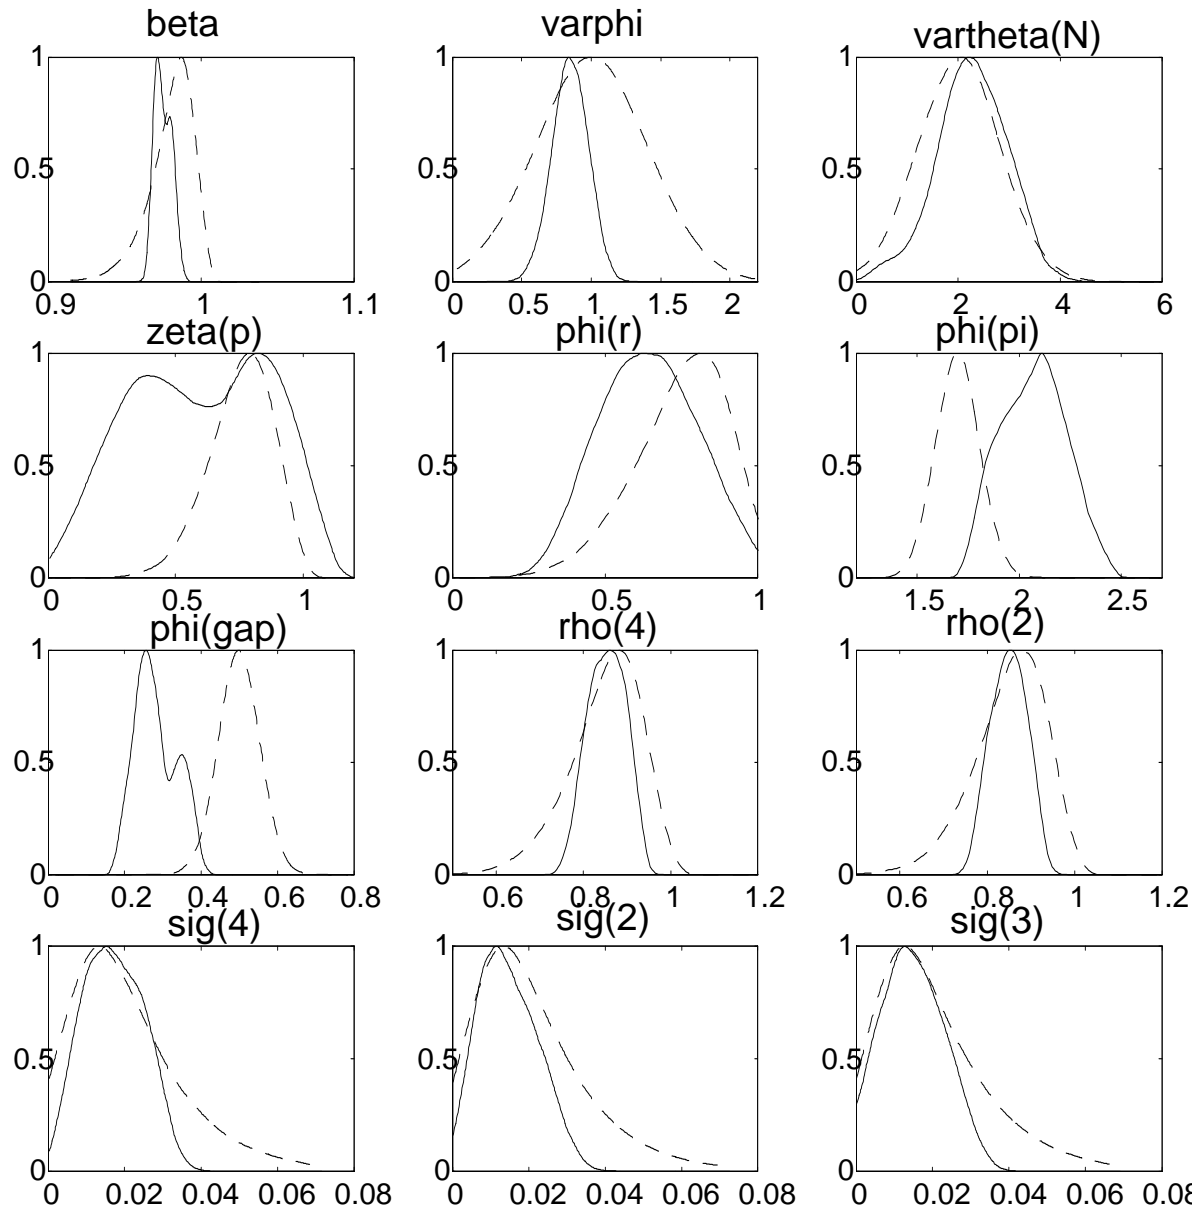 beta varphi vartheta(N)
1 1 1
0.5 0.5 0.5
0 0 0
0.9 1 1.1 0 0.5 1 1.5 2 0 2 4 6
zeta(p) phi(r) phi(pi)
1 1 1
0.5 0.5 0.5
0 0 0
0 0.5 1 0 0.5 1 1.5 2 2.5
phi(gap) rho(4) rho(2)
1 1 1
0.5 0.5 0.5
0 0 0
0 0.2 0.4 0.6 0.8 0.6 0.8 1 1.2 0.6 0.8 1 1.2
sig(4) sig(2) sig(3)
1 1 1
0.5 0.5 0.5
0 0 0
0 0.02 0.04 0.06 0.08 0 0.02 0.04 0.06 0.08 0 0.02 0.04 0.06 0.08